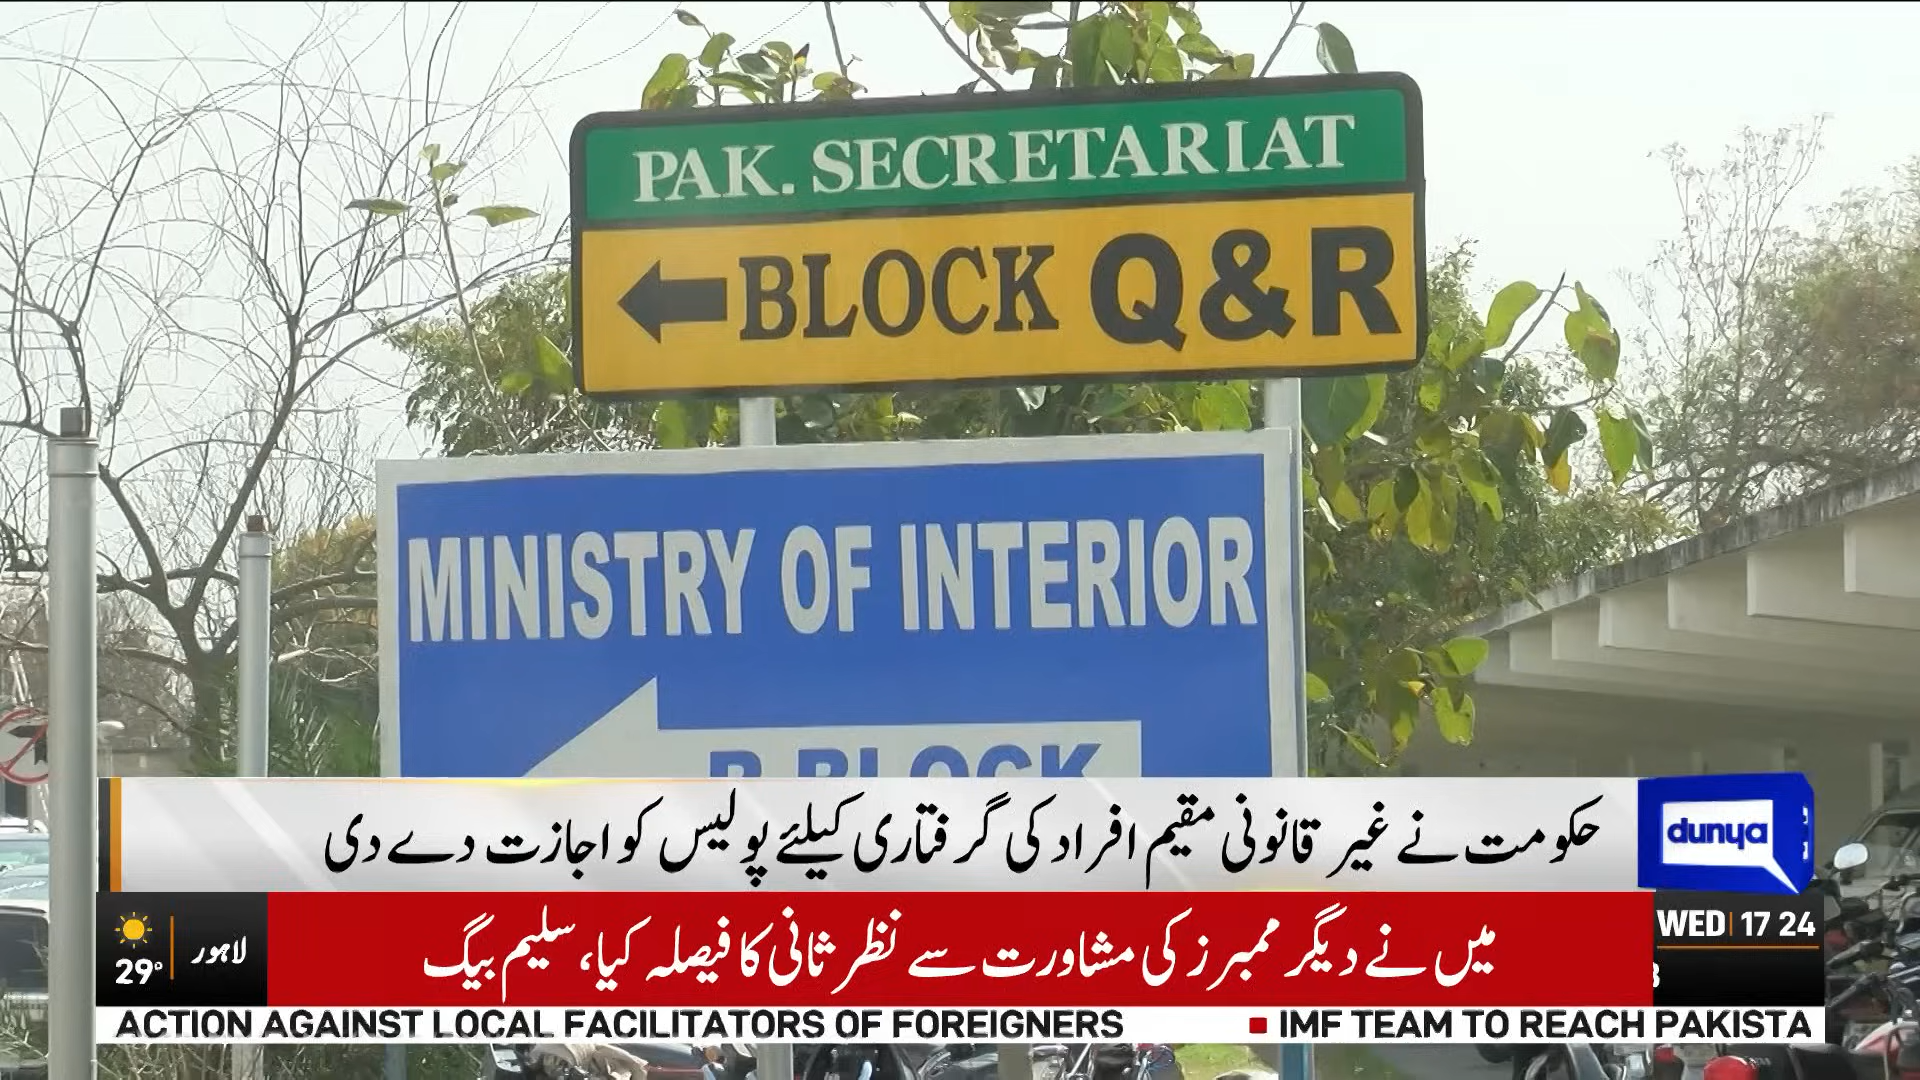 PAK. SECRETARIAT
BLOCK Q&R
MINISTRY OF INTERIOR
R BLOCK
حکومت نے غیر قانونی مقیم افراد کی گرفتاری کیلئے پولیس کو اجازت دے دی
dunya
میں نے دیگر ممبرز کی مشاورت سے نظر ثانی کا فیصلہ کیا، سلیم بیگ
WED 17 24
29° لاہور
ACTION AGAINST LOCAL FACILITATORS OF FOREIGNERS
IMF TEAM TO REACH PAKISTA